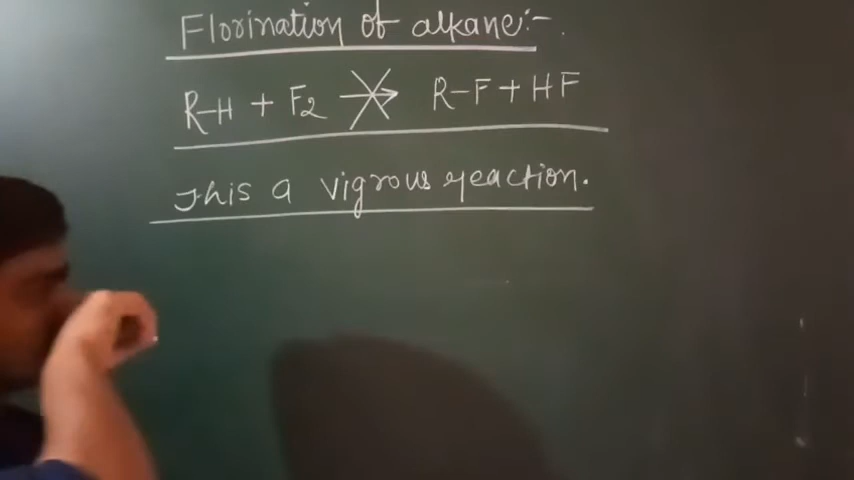 Florination of alkane:-
R-H + F2 → R-F + HF
This a vigrous reaction.